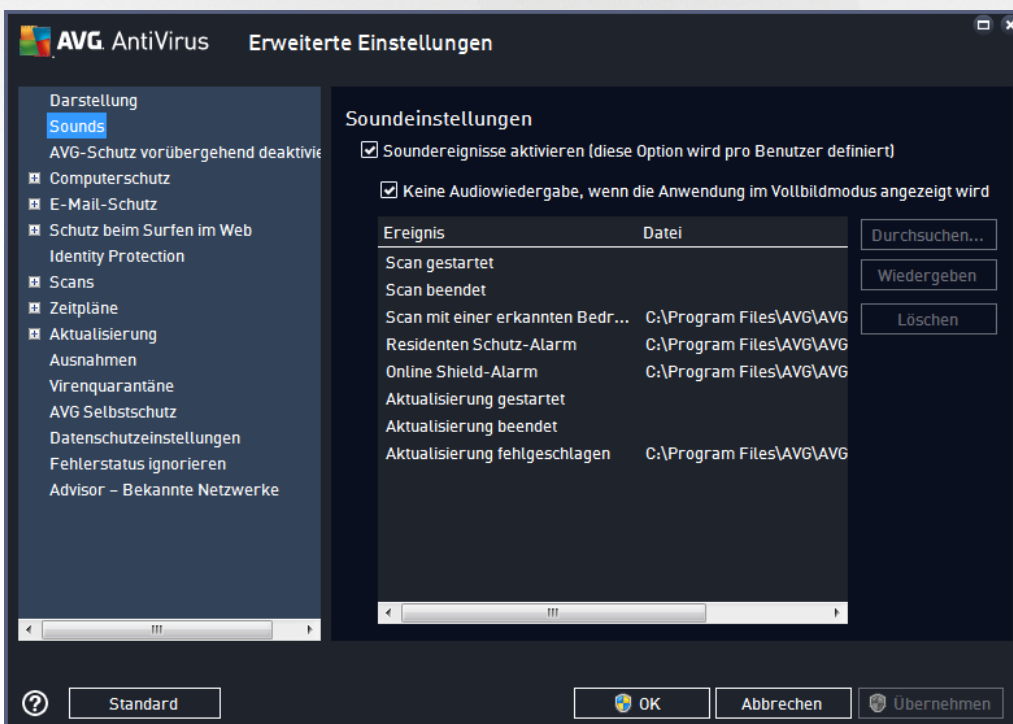 AVG. AntiVirus Erweiterte Einstellungen
Darstellung
Sounds
AVG-Schutz vorübergehend deaktivie
Computerschutz
E-Mail-Schutz
Schutz beim Surfen im Web
Identity Protection
Scans
Zeitpläne
Aktualisierung
Ausnahmen
Virenquarantäne
AVG Selbstschutz
Datenschutzeinstellungen
Fehlerstatus ignorieren
Advisor – Bekannte Netzwerke
Soundeinstellungen
Soundereignisse aktivieren (diese Option wird pro Benutzer definiert)
Keine Audiowiedergabe, wenn die Anwendung im Vollbildmodus angezeigt wird
Ereignis Datei
Scan gestartet
Scan beendet
Scan mit einer erkannten Bedr... C:\Program Files\AVG\AVG
Residenten Schutz-Alarm C:\Program Files\AVG\AVG
Online Shield-Alarm C:\Program Files\AVG\AVG
Aktualisierung gestartet
Aktualisierung beendet
Aktualisierung fehlgeschlagen C:\Program Files\AVG\AVG
Durchsuchen...
Wiedergeben
Löschen
? Standard OK Abbrechen Übernehmen